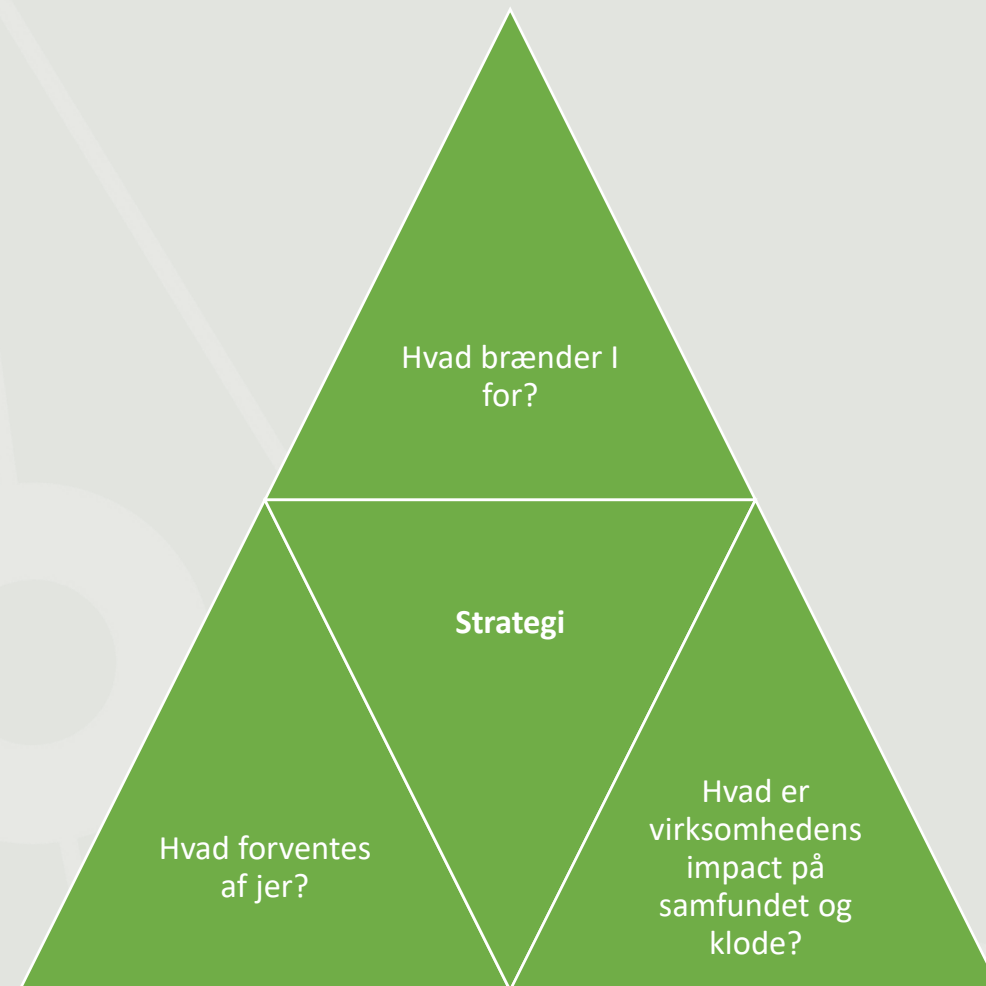 Hvad brænder I
for?
Strategi
Hvad forventes
af jer?
Hvad er
virksomhedens
impact på
samfundet og
klode?